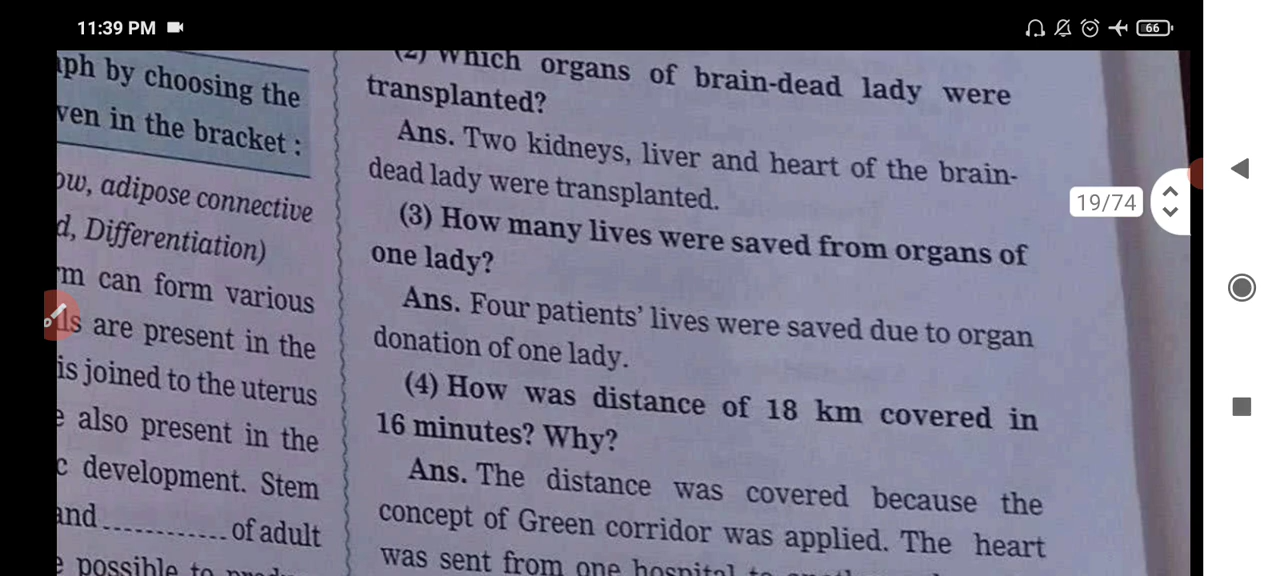 11:39 PM
66
aph by choosing the
ven in the bracket :
ow, adipose connective
d, Differentiation)
rm can form various
lls are present in the
is joined to the uterus
e also present in the
c development. Stem
and ............. of adult
e possible to
(2) Which organs of brain-dead lady were
transplanted?
Ans. Two kidneys, liver and heart of the brain-
dead lady were transplanted.
(3) How many lives were saved from organs of
one lady?
Ans. Four patients' lives were saved due to organ
donation of one lady.
(4) How was distance of 18 km covered in
16 minutes? Why?
Ans. The distance was covered because the
concept of Green corridor was applied. The heart
was sent from one hospital to
19/74